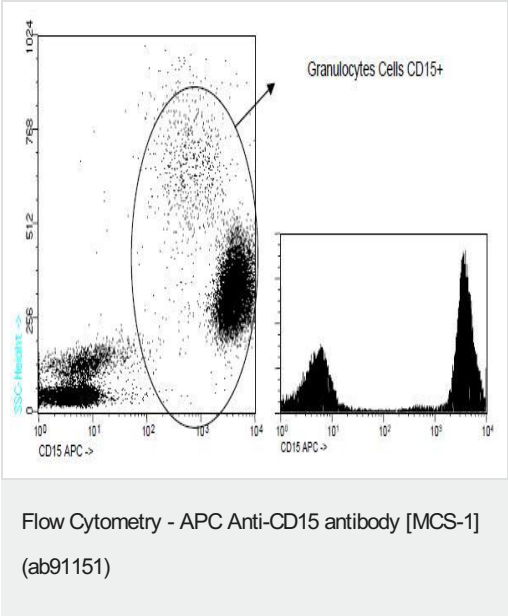 1024
Granulocytes Cells CD15+
768
512
256
SSC-Height ->
0
10⁰ 10¹ 10² 10³ 10⁴
CD15 APC ->
10⁰ 10¹ 10² 10³ 10⁴
CD15 APC ->
Flow Cytometry - APC Anti-CD15 antibody [MCS-1]
(ab91151)